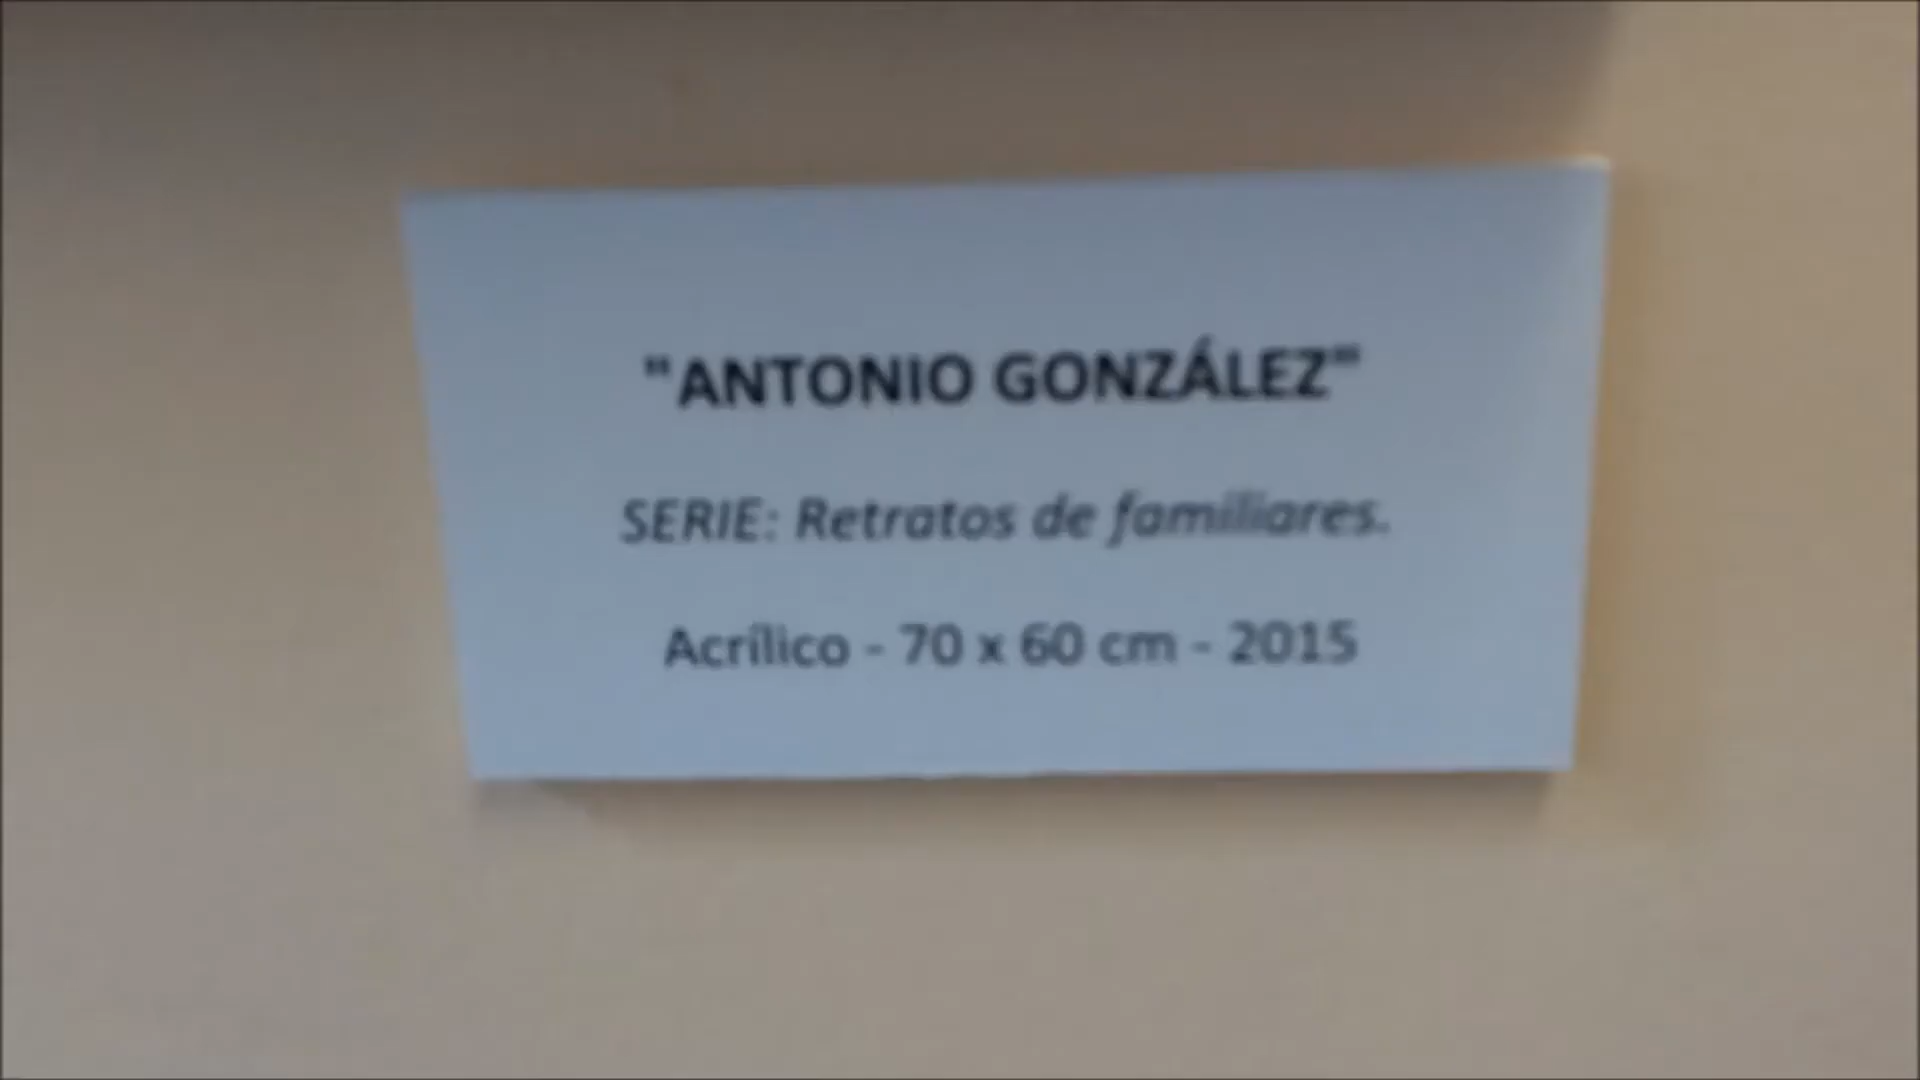 "ANTONIO GONZÁLEZ"
SERIE: Retratos de familiares.
Acrílico - 70 x 60 cm - 2015